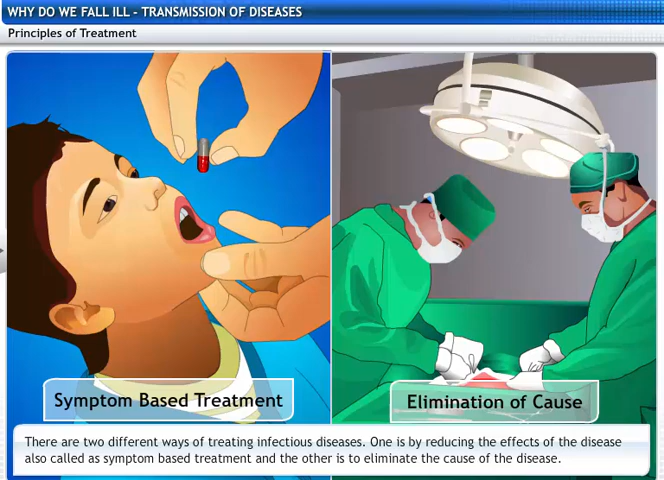 WHY DO WE FALL ILL - TRANSMISSION OF DISEASES
Principles of Treatment
Symptom Based Treatment
Elimination of Cause
There are two different ways of treating infectious diseases. One is by reducing the effects of the disease
also called as symptom based treatment and the other is to eliminate the cause of the disease.